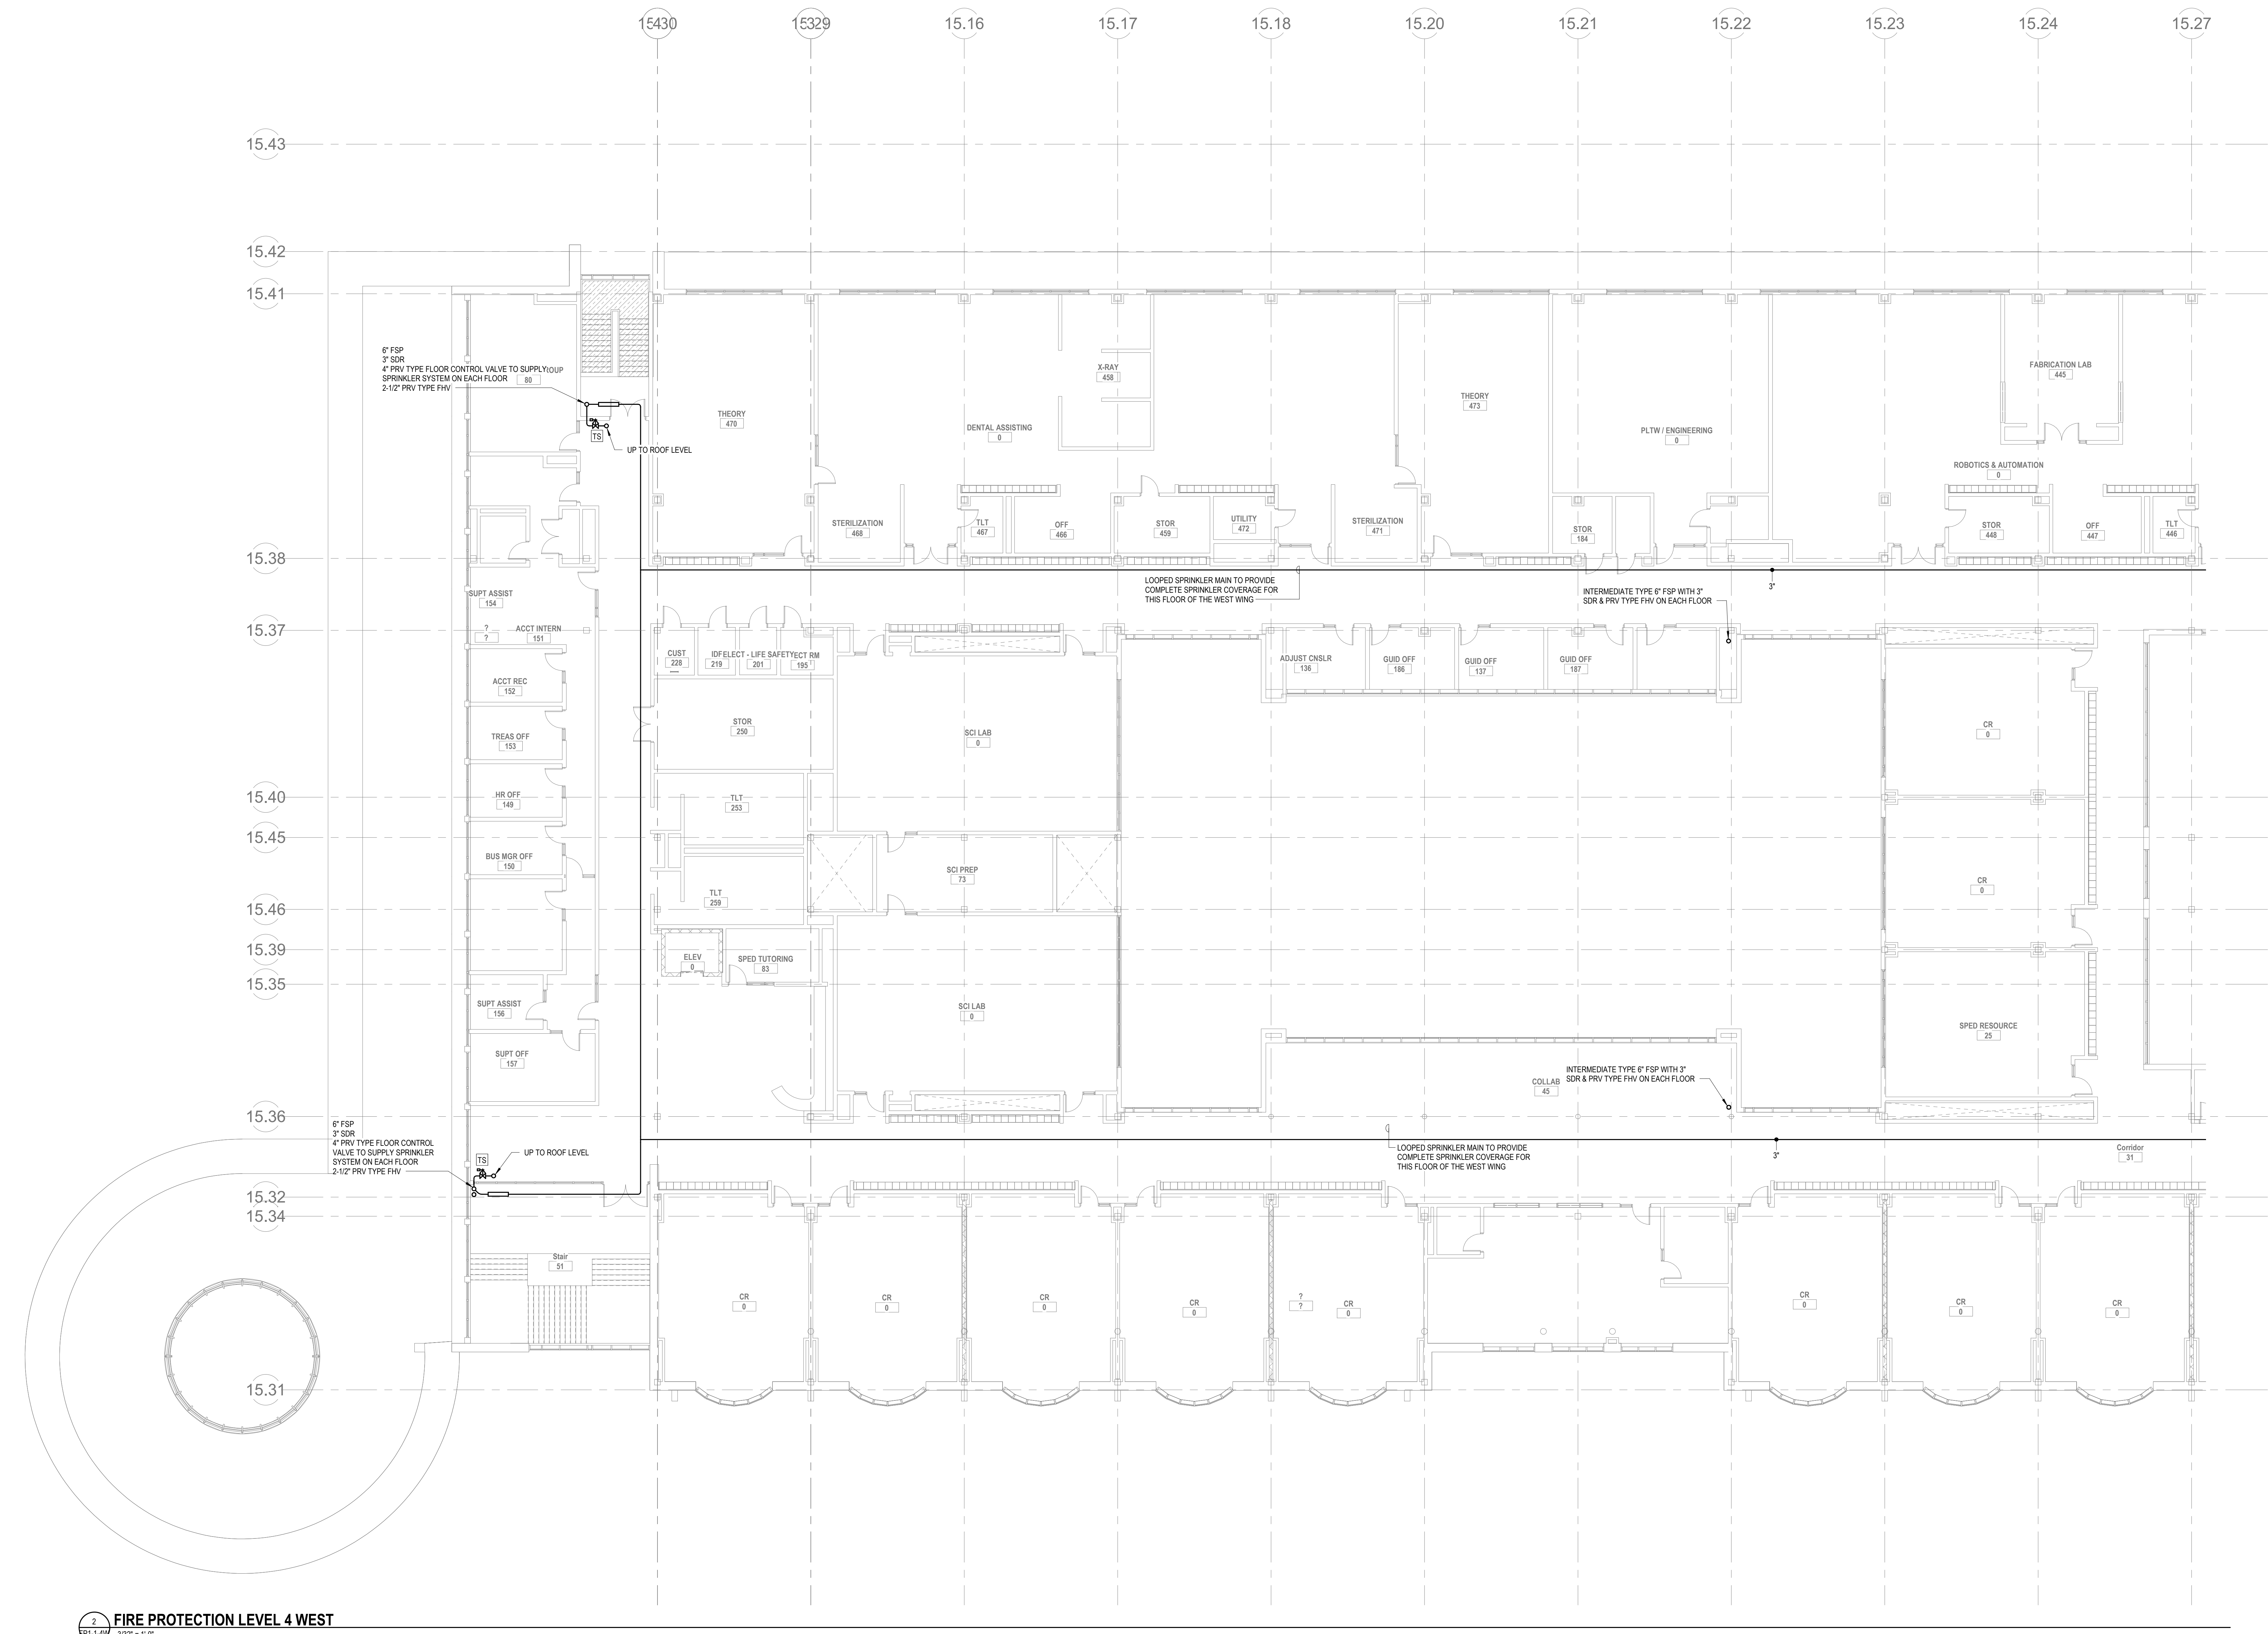 15.16
15.17
15.18
15.20
15.21
15.22
15.23
15.24
15.27
15.43
15.42
15.41
6" FSP
3" SDR
4" PRV TYPE FLOOR CONTROL VALVE TO SUPPLY
SPRINKLER SYSTEM ON EACH FLOOR
80
2-1/2" PRV TYPE FHV
TS
UP TO ROOF LEVEL
THEORY
470
DENTAL ASSISTING
0
X-RAY
458
THEORY
473
PLTW / ENGINEERING
0
FABRICATION LAB
445
ROBOTICS & AUTOMATION
0
STERILIZATION
468
TLT
467
OFF
466
STOR
459
UTILITY
472
STERILIZATION
471
STOR
184
STOR
448
OFF
447
TLT
446
15.38
LOOPED SPRINKLER MAIN TO PROVIDE
COMPLETE SPRINKLER COVERAGE FOR
THIS FLOOR OF THE WEST WING
3"
INTERMEDIATE TYPE 6" FSP WITH 3"
SDR & PRV TYPE FHV ON EACH FLOOR
SUPT ASSIST
154
15.37
?
?
ACCT INTERN
151
CUST
228
219
ELECT - LIFE SAFETY
201
195
ADJUST CNSLR
136
GUID OFF
186
GUID OFF
137
GUID OFF
187
ACCT REC
152
TREAS OFF
153
STOR
250
SCI LAB
0
CR
0
15.40
HR OFF
149
TLT
253
15.45
BUS MGR OFF
150
SCI PREP
73
CR
0
TLT
259
15.46
15.39
ELEV
0
SPED TUTORING
83
15.35
SUPT ASSIST
156
SCI LAB
0
SPED RESOURCE
25
SUPT OFF
157
COLLAB
45
INTERMEDIATE TYPE 6" FSP WITH 3"
SDR & PRV TYPE FHV ON EACH FLOOR
15.36
6" FSP
3" SDR
4" PRV TYPE FLOOR CONTROL
VALVE TO SUPPLY SPRINKLER
SYSTEM ON EACH FLOOR
2-1/2" PRV TYPE FHV
TS
UP TO ROOF LEVEL
LOOPED SPRINKLER MAIN TO PROVIDE
COMPLETE SPRINKLER COVERAGE FOR
THIS FLOOR OF THE WEST WING
3"
Corridor
31
15.32
15.34
Stair
51
CR
0
CR
0
CR
0
CR
0
?
?
CR
0
CR
0
CR
0
CR
0
15.31
2
FIRE PROTECTION LEVEL 4 WEST